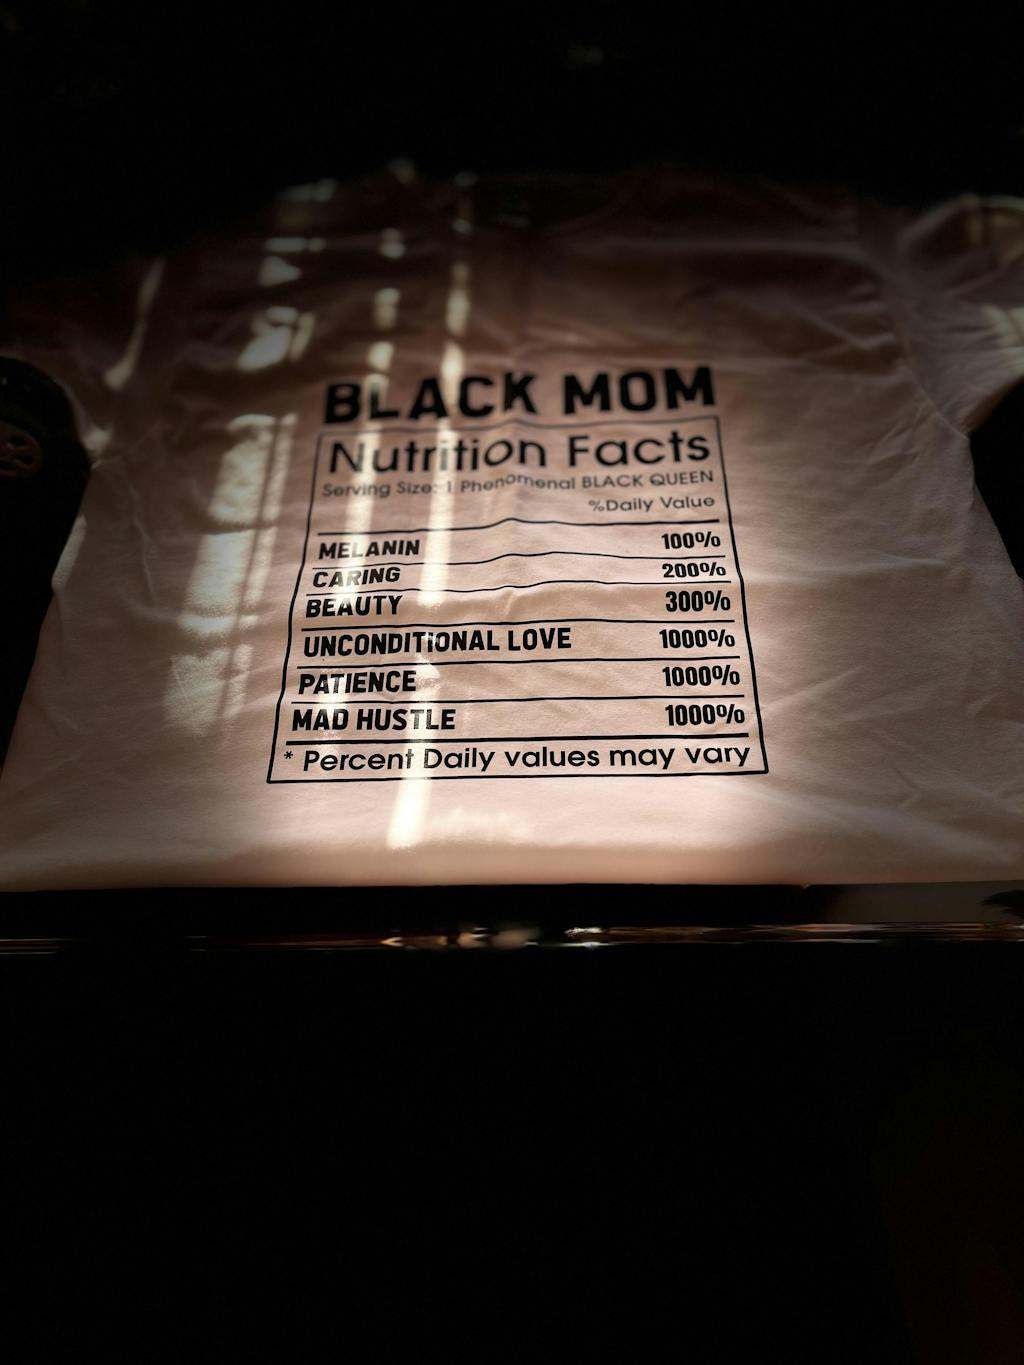 BLACK MOM
Nutrition Facts
Serving Size: 1 Phenomenal BLACK QUEEN
%Daily Value
MELANIN 100%
CARING 200%
BEAUTY 300%
UNCONDITIONAL LOVE 1000%
PATIENCE 1000%
MAD HUSTLE 1000%
* Percent Daily values may vary